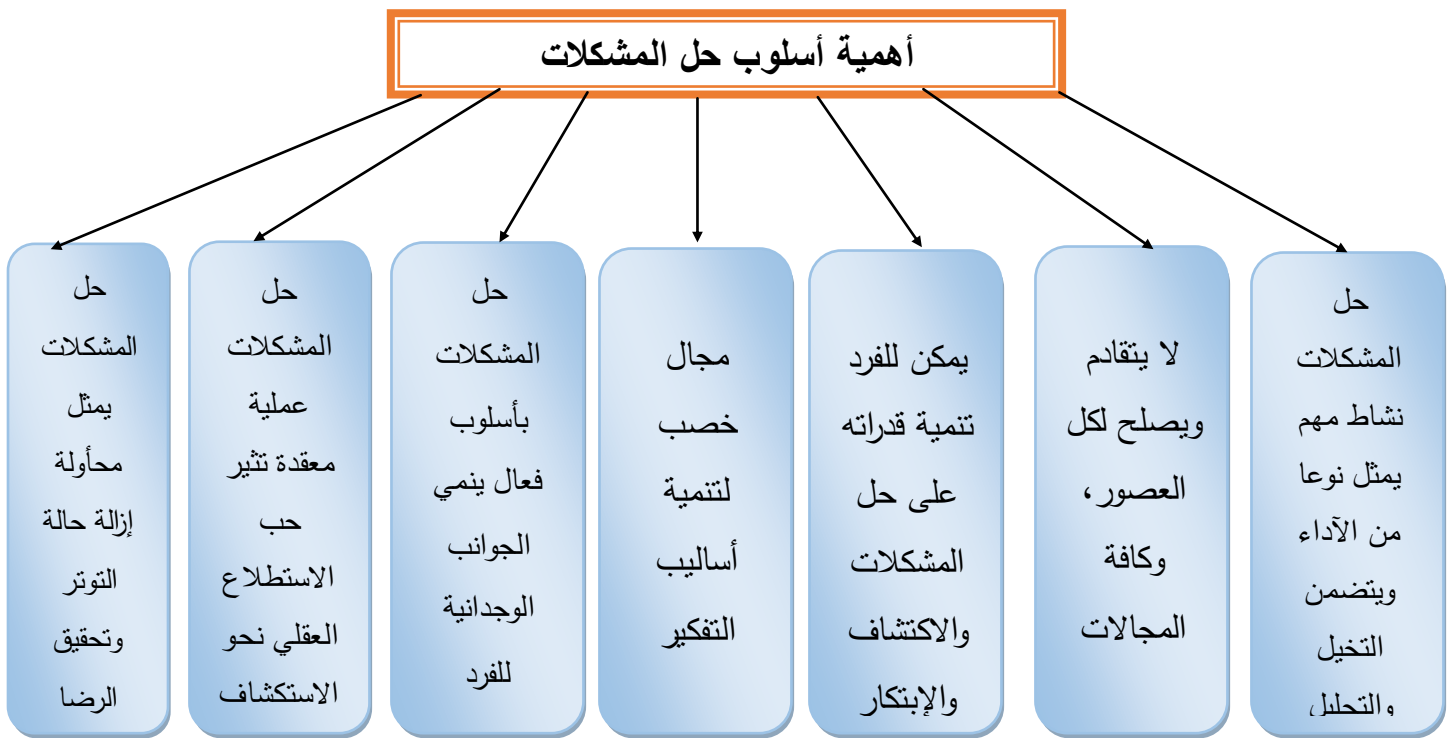 أهمية أسلوب حل المشكلات
حل
المشكلات
نشاط مهم
يمثل نوعا
من الآداء
ويتضمن
التخيل
والتحليل
لا يتقادم
ويصلح لكل
العصور،
وكافة
المجالات
يمكن للفرد
تنمية قدراته
على حل
المشكلات
والاكتشاف
والإبتكار
مجال
خصب
لتنمية
أساليب
التفكير
حل
المشكلات
بأسلوب
فعال ينمي
الجوانب
الوجدانية
للفرد
حل
المشكلات
عملية
معقدة تثير
حب
الاستطلاع
العقلي نحو
الاستكشاف
حل
المشكلات
يمثل
محأولة
إزالة حالة
التوتر
وتحقيق
الرضا